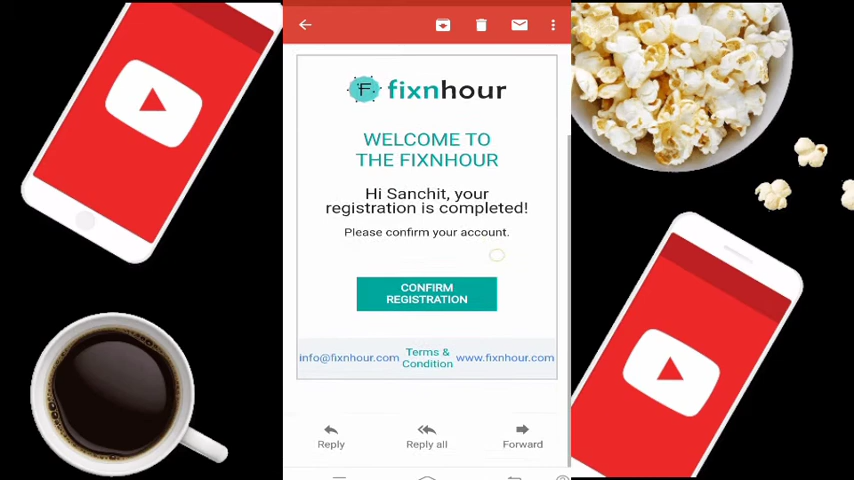 fixnhour
WELCOME TO
THE FIXNHOUR
Hi Sanchit, your
registration is completed!
Please confirm your account.
CONFIRM
REGISTRATION
info@fixnhour.com Terms & Condition www.fixnhour.com
Reply Reply all Forward